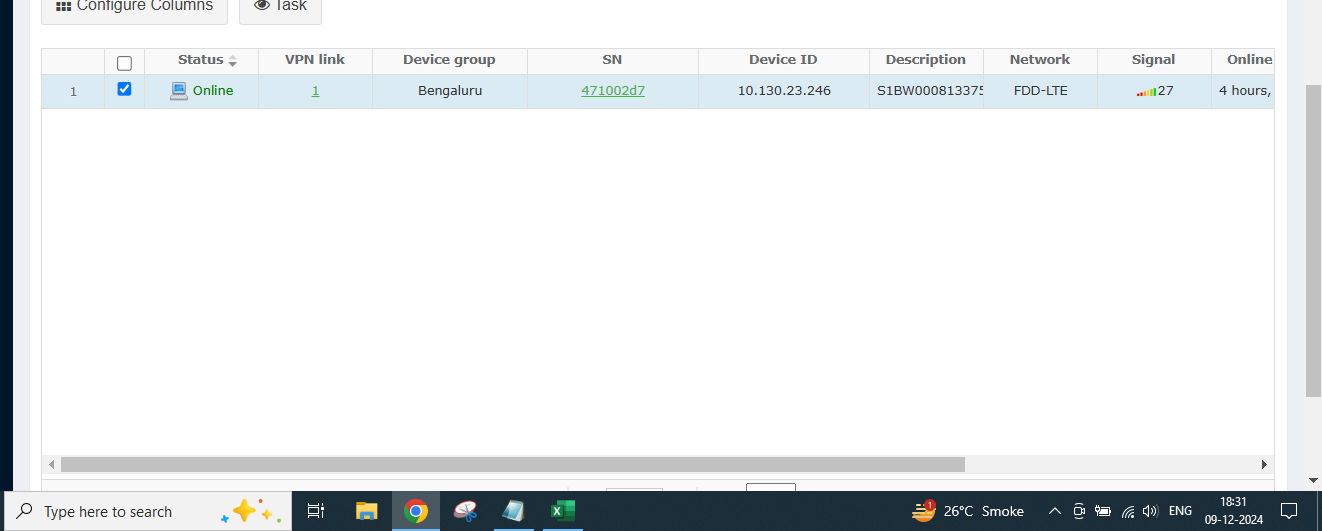 Configure Columns Task
Status VPN link Device group SN Device ID Description Network Signal Online
1 Online 1 Bengaluru 471002d7 10.130.23.246 S1BW000813375 FDD-LTE 27 4 hours,
Type here to search 1 26°C Smoke ENG 18:31
09-12-2024